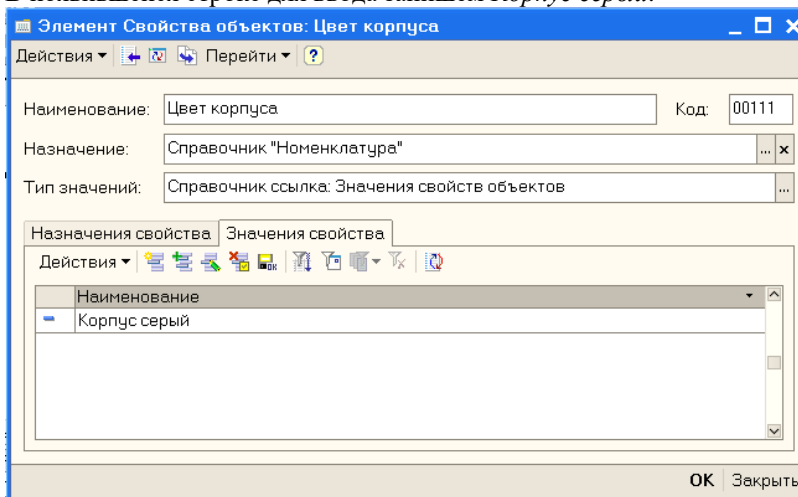 Элемент Свойства объектов: Цвет корпуса
Действия Перейти ?
Наименование: Цвет корпуса Код: 00111
Назначение: Справочник "Номенклатура" ... x
Тип значений: Справочник ссылка: Значения свойств объектов ...
Назначения свойства Значения свойства
Действия
Наименование
Корпус серый
OK Закрыть